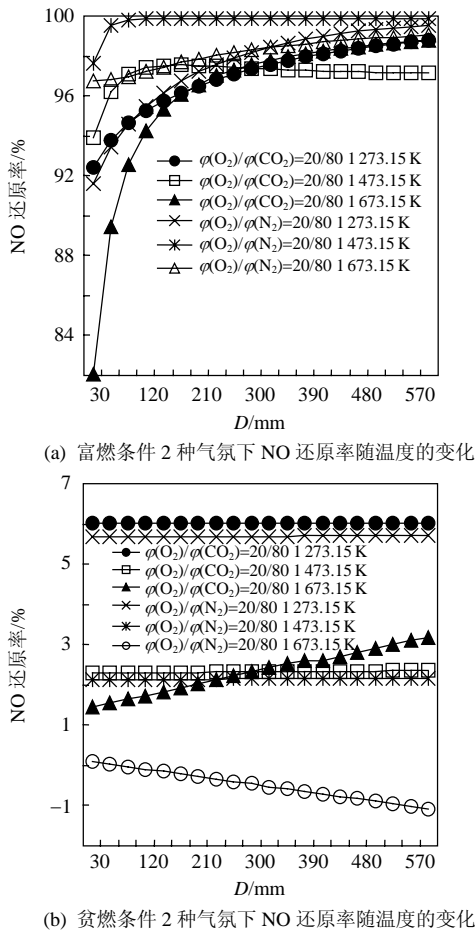 100
96
92
88
84
NO 还原率/%
φ(O2)/φ(CO2)=20/80 1 273.15 K
φ(O2)/φ(CO2)=20/80 1 473.15 K
φ(O2)/φ(CO2)=20/80 1 673.15 K
φ(O2)/φ(N2)=20/80 1 273.15 K
φ(O2)/φ(N2)=20/80 1 473.15 K
φ(O2)/φ(N2)=20/80 1 673.15 K
30 120 210 300 390 480 570
D/mm
(a) 富燃条件 2 种气氛下 NO 还原率随温度的变化
7
5
3
1
−1
NO 还原率/%
φ(O2)/φ(CO2)=20/80 1 273.15 K
φ(O2)/φ(CO2)=20/80 1 473.15 K
φ(O2)/φ(CO2)=20/80 1 673.15 K
φ(O2)/φ(N2)=20/80 1 273.15 K
φ(O2)/φ(N2)=20/80 1 473.15 K
φ(O2)/φ(N2)=20/80 1 673.15 K
30 120 210 300 390 480 570
D/mm
(b) 贫燃条件 2 种气氛下 NO 还原率随温度的变化